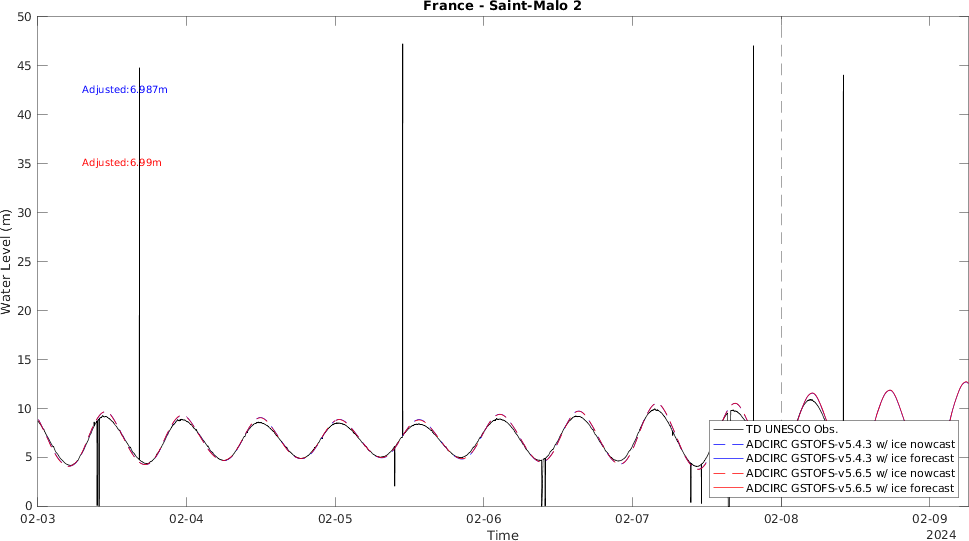 France - Saint-Malo 2
50
45
40
35
30
25
20
15
10
5
0
Water Level (m)
Adjusted:6.987m
Adjusted:6.99m
TD UNESCO Obs.
ADCIRC GSTOFS-v5.4.3 w/ ice nowcast
ADCIRC GSTOFS-v5.4.3 w/ ice forecast
ADCIRC GSTOFS-v5.6.5 w/ ice nowcast
ADCIRC GSTOFS-v5.6.5 w/ ice forecast
02-03 02-04 02-05 02-06 02-07 02-08 02-09
Time
2024